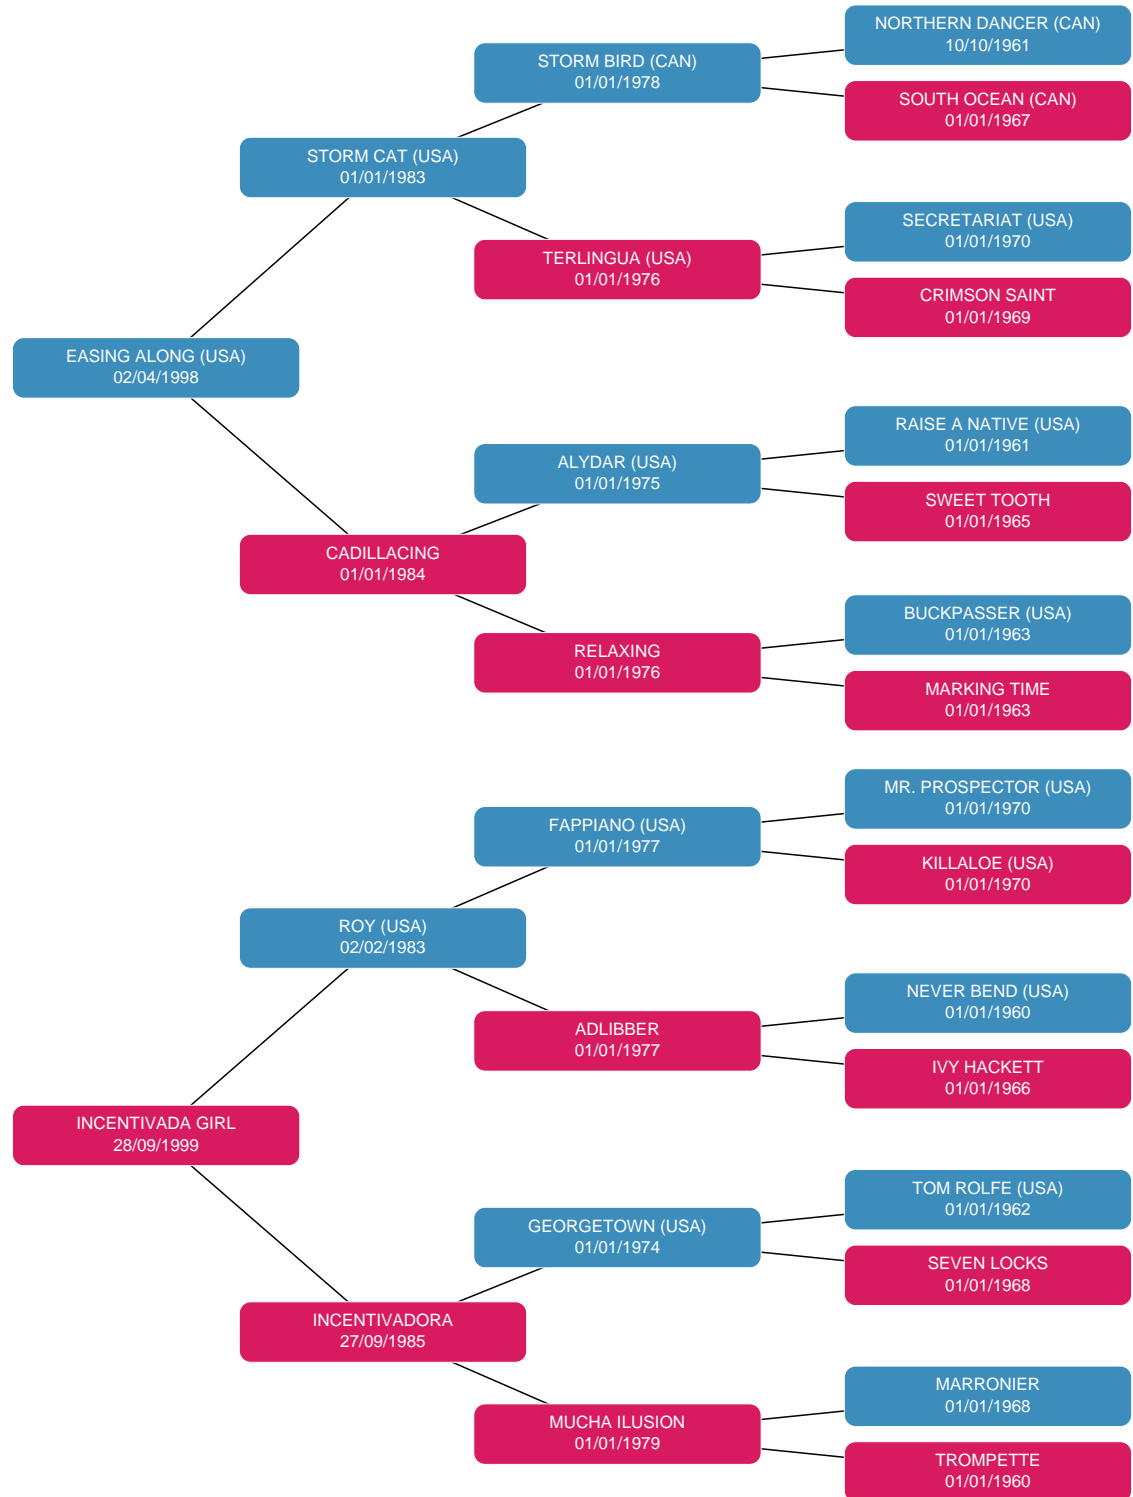 NORTHERN DANCER (CAN)
10/10/1961
STORM BIRD (CAN)
01/01/1978
SOUTH OCEAN (CAN)
01/01/1967
STORM CAT (USA)
01/01/1983
SECRETARIAT (USA)
01/01/1970
TERLINGUA (USA)
01/01/1976
CRIMSON SAINT
01/01/1969
EASING ALONG (USA)
02/04/1998
RAISE A NATIVE (USA)
01/01/1961
ALYDAR (USA)
01/01/1975
SWEET TOOTH
01/01/1965
CADILLACING
01/01/1984
BUCKPASSER (USA)
01/01/1963
RELAXING
01/01/1976
MARKING TIME
01/01/1963
MR. PROSPECTOR (USA)
01/01/1970
FAPPIANO (USA)
01/01/1977
KILLALOE (USA)
01/01/1970
ROY (USA)
02/02/1983
NEVER BEND (USA)
01/01/1960
ADLIBBER
01/01/1977
IVY HACKETT
01/01/1966
INCENTIVADA GIRL
28/09/1999
TOM ROLFE (USA)
01/01/1962
GEORGETOWN (USA)
01/01/1974
SEVEN LOCKS
01/01/1968
INCENTIVADORA
27/09/1985
MARRONIER
01/01/1968
MUCHA ILUSION
01/01/1979
TROMPETTE
01/01/1960